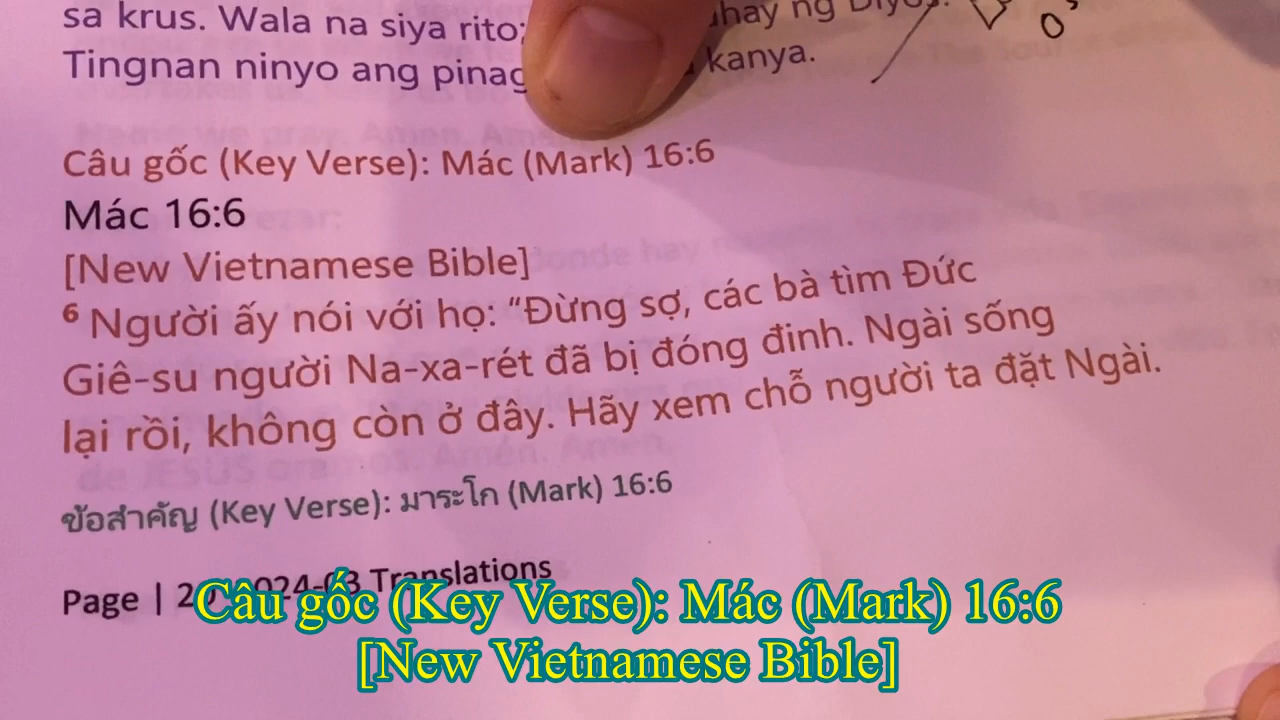 sa krus. Wala na siya rito; ng Diyos.
Tingnan ninyo ang kanya.
Câu gốc (Key Verse): Mác (Mark) 16:6
Mác 16:6
[New Vietnamese Bible]
6 Người ấy nói với họ: “Đừng sợ, các bà tìm Đức
Giê-su người Na-xa-rét đã bị đóng đinh. Ngài sống
lại rồi, không còn ở đây. Hãy xem chỗ người ta đặt Ngài.
ข้อสำคัญ (Key Verse): มาระโก (Mark) 16:6
Page | Translations
Câu gốc (Key Verse): Mác (Mark) 16:6
[New Vietnamese Bible]